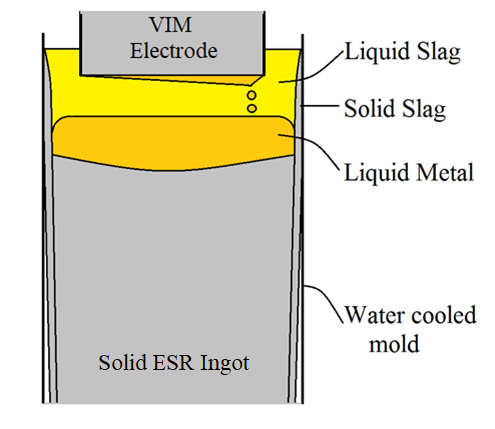 VIM
Electrode
Liquid Slag
Solid Slag
Liquid Metal
Water cooled
mold
Solid ESR Ingot